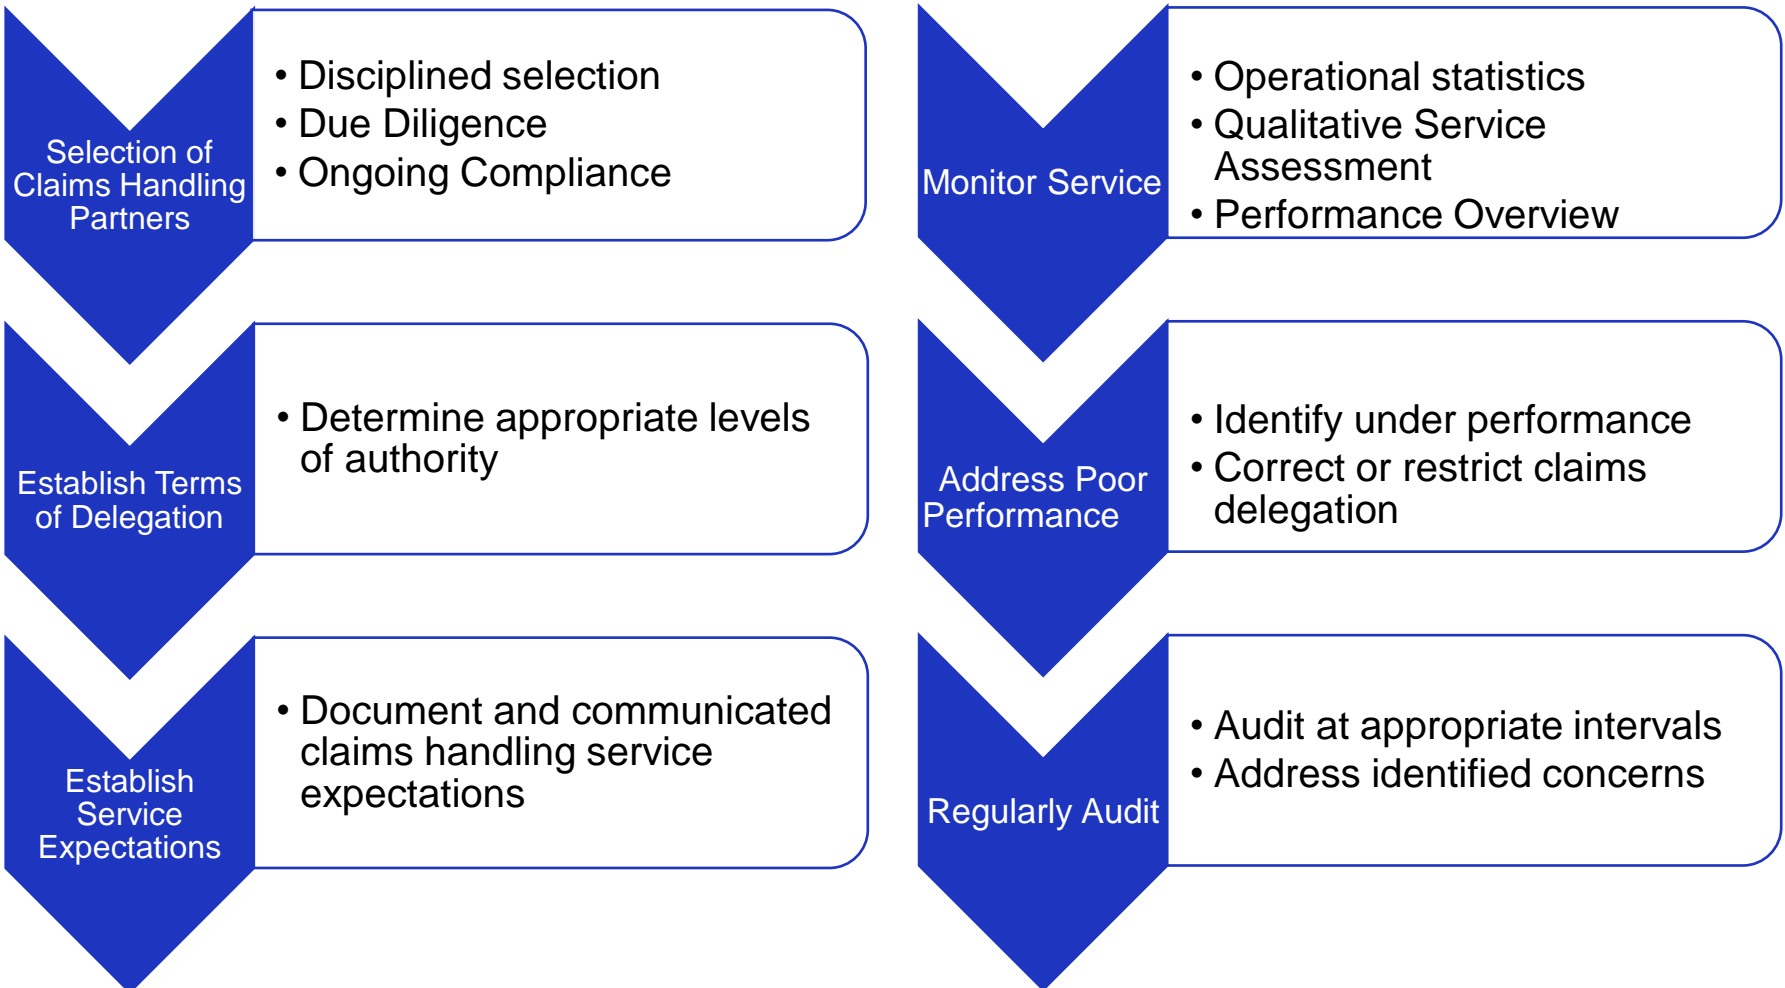 Selection of
Claims Handling
Partners
• Disciplined selection
• Due Diligence
• Ongoing Compliance
Establish Terms
of Delegation
• Determine appropriate levels
of authority
Establish
Service
Expectations
• Document and communicated
claims handling service
expectations
Monitor Service
• Operational statistics
• Qualitative Service
Assessment
• Performance Overview
Address Poor
Performance
• Identify under performance
• Correct or restrict claims
delegation
Regularly Audit
• Audit at appropriate intervals
• Address identified concerns